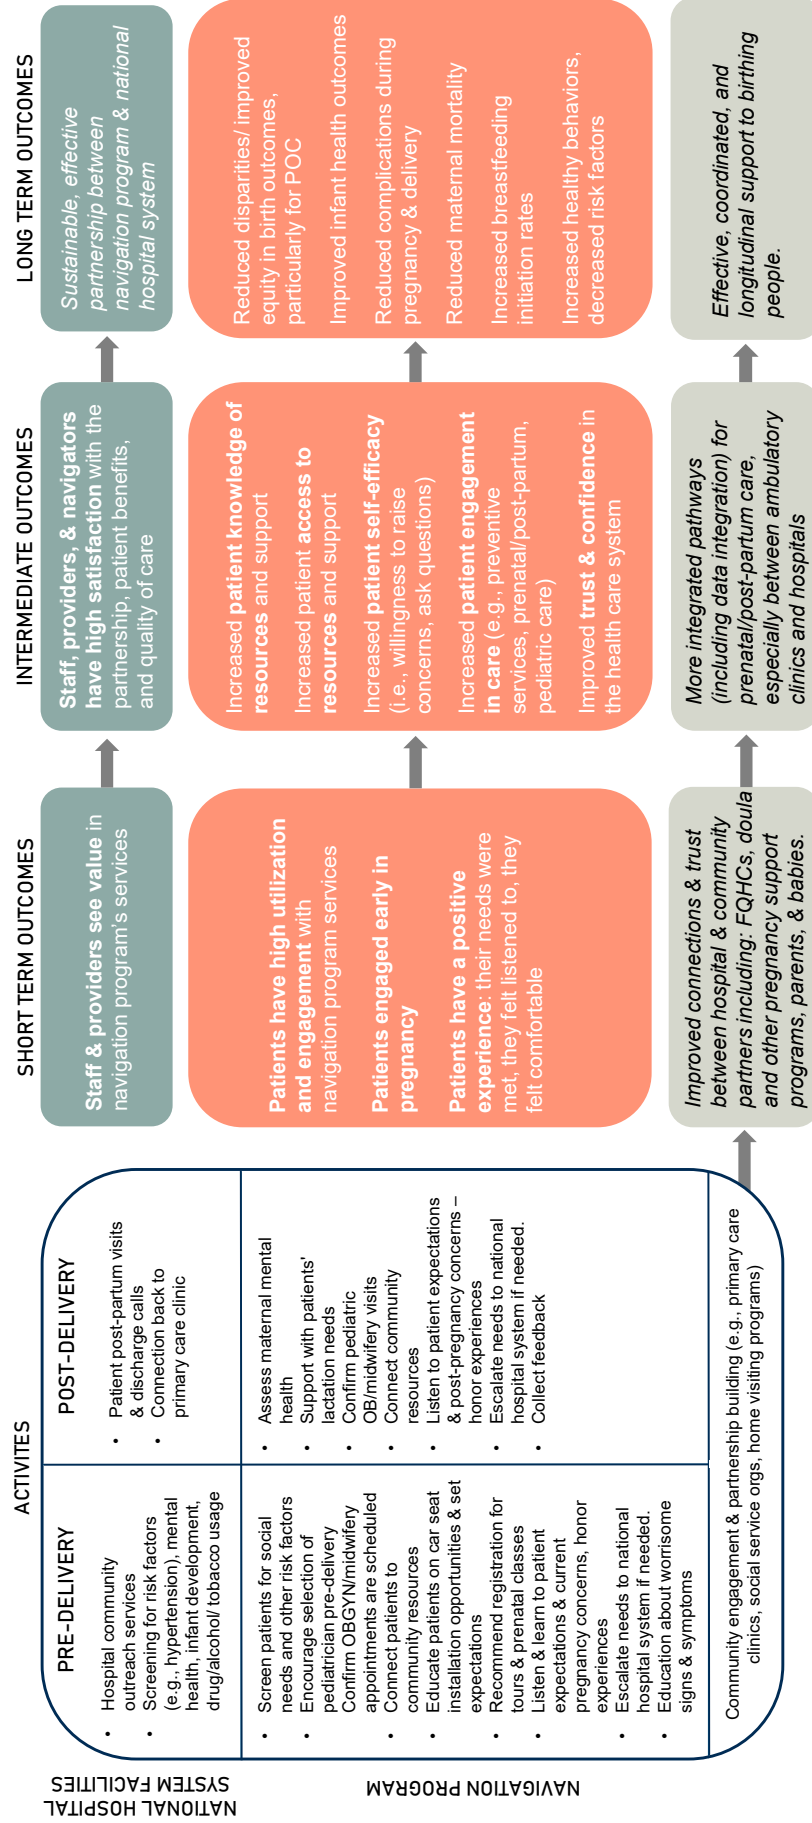 ACTIVITES
PRE-DELIVERY
POST-DELIVERY
SHORT TERM OUTCOMES
INTERMEDIATE OUTCOMES
LONG TERM OUTCOMES
NATIONAL HOSPITAL
SYSTEM FACILITIES
• Hospital community
outreach services
• Screening for risk factors
(e.g., hypertension), mental
health, infant development,
drug/alcohol/ tobacco usage
• Patient post-partum visits
& discharge calls
• Connection back to
primary care clinic
Staff & providers see value in
navigation program's services
Staff, providers, & navigators
have high satisfaction with the
partnership, patient benefits,
and quality of care
Sustainable, effective
partnership between
navigation program & national
hospital system
NAVIGATION PROGRAM
• Screen patients for social
needs and other risk factors
• Encourage selection of
pediatrician pre-delivery
• Confirm OBGYN/midwifery
appointments are scheduled
• Connect patients to
community resources
• Educate patients on car seat
installation opportunities & set
expectations
• Recommend registration for
tours & prenatal classes
• Listen & learn to patient
expectations & current
pregnancy concerns, honor
experiences
• Escalate needs to national
hospital system if needed.
• Education about worrisome
signs & symptoms
• Assess maternal mental
health
• Support with patients'
lactation needs
• Confirm pediatric
OB/midwifery visits
• Connect community
resources
• Listen to patient expectations
& post-pregnancy concerns –
honor experiences
• Escalate needs to national
hospital system if needed.
• Collect feedback
Patients have high utilization
and engagement with
navigation program services
Patients engaged early in
pregnancy
Patients have a positive
experience: their needs were
met, they felt listened to, they
felt comfortable
Increased patient knowledge of
resources and support
Increased patient access to
resources and support
Increased patient self-efficacy
(i.e., willingness to raise
concerns, ask questions)
Increased patient engagement
in care (e.g., preventive
services, prenatal/post-partum,
pediatric care)
Improved trust & confidence in
the health care system
Reduced disparities/ improved
equity in birth outcomes,
particularly for POC
Improved infant health outcomes
Reduced complications during
pregnancy & delivery
Reduced maternal mortality
Increased breastfeeding
initiation rates
Increased healthy behaviors,
decreased risk factors
Community engagement & partnership building (e.g., primary care
clinics, social service orgs, home visiting programs)
Improved connections & trust
between hospital & community
partners including: FQHCs, doula
and other pregnancy support
programs, parents, & babies.
More integrated pathways
(including data integration) for
prenatal/post-partum care,
especially between ambulatory
clinics and hospitals
Effective, coordinated, and
longitudinal support to birthing
people.